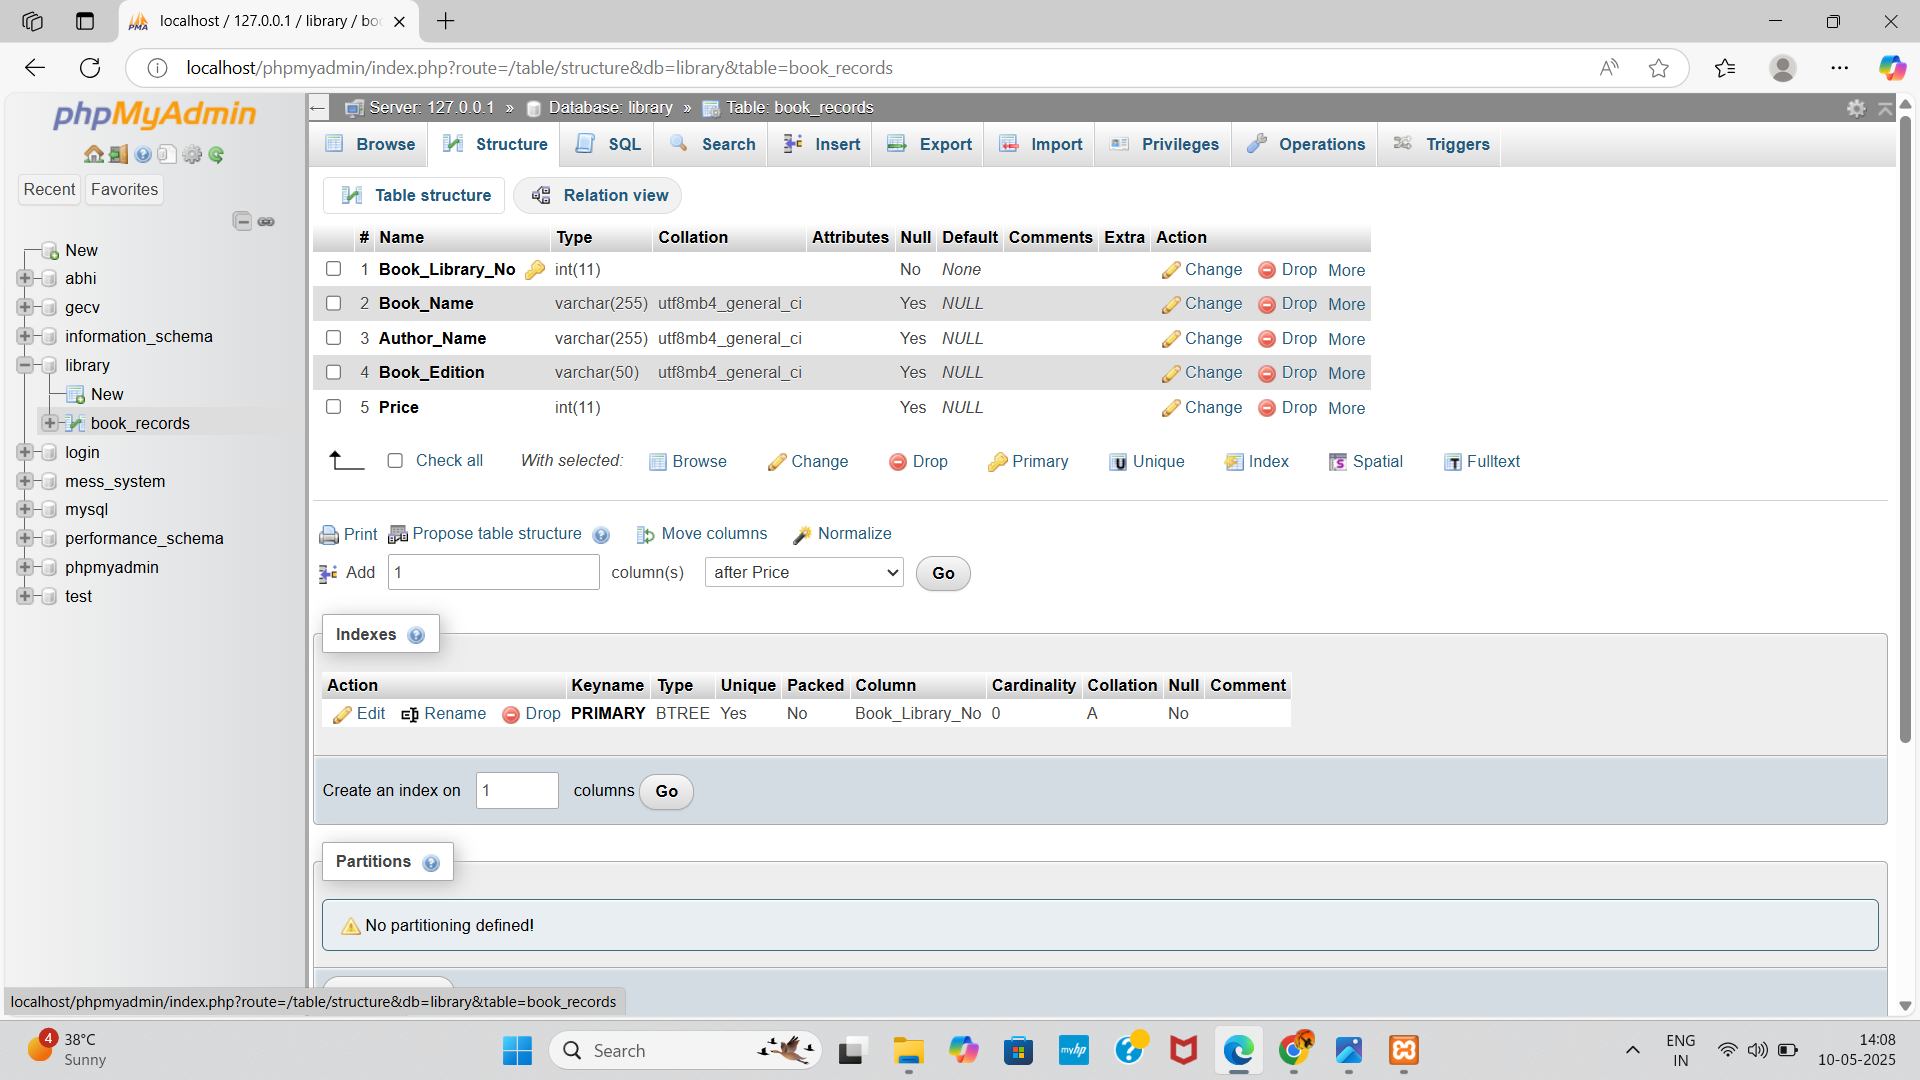 localhost / 127.0.0.1 / library / boo
localhost/phpmyadmin/index.php?route=/table/structure&db=library&table=book_records
phpMyAdmin
Recent Favorites
New
abhi
gecv
information_schema
library
New
book_records
login
mess_system
mysql
performance_schema
phpmyadmin
test
Server: 127.0.0.1 » Database: library » Table: book_records
Browse Structure SQL Search Insert Export Import Privileges Operations Triggers
Table structure Relation view
# Name Type Collation Attributes Null Default Comments Extra Action
1 Book_Library_No int(11) No None Change Drop More
2 Book_Name varchar(255) utf8mb4_general_ci Yes NULL Change Drop More
3 Author_Name varchar(255) utf8mb4_general_ci Yes NULL Change Drop More
4 Book_Edition varchar(50) utf8mb4_general_ci Yes NULL Change Drop More
5 Price int(11) Yes NULL Change Drop More
Check all With selected: Browse Change Drop Primary Unique Index Spatial Fulltext
Print Propose table structure Move columns Normalize
Add 1 column(s) after Price Go
Indexes
Action Keyname Type Unique Packed Column Cardinality Collation Null Comment
Edit Rename Drop PRIMARY BTREE Yes No Book_Library_No 0 A No
Create an index on 1 columns Go
Partitions
No partitioning defined!
localhost/phpmyadmin/index.php?route=/table/structure&db=library&table=book_records
4 38°C
Sunny
Search
myhp
ENG
IN
14:08
10-05-2025